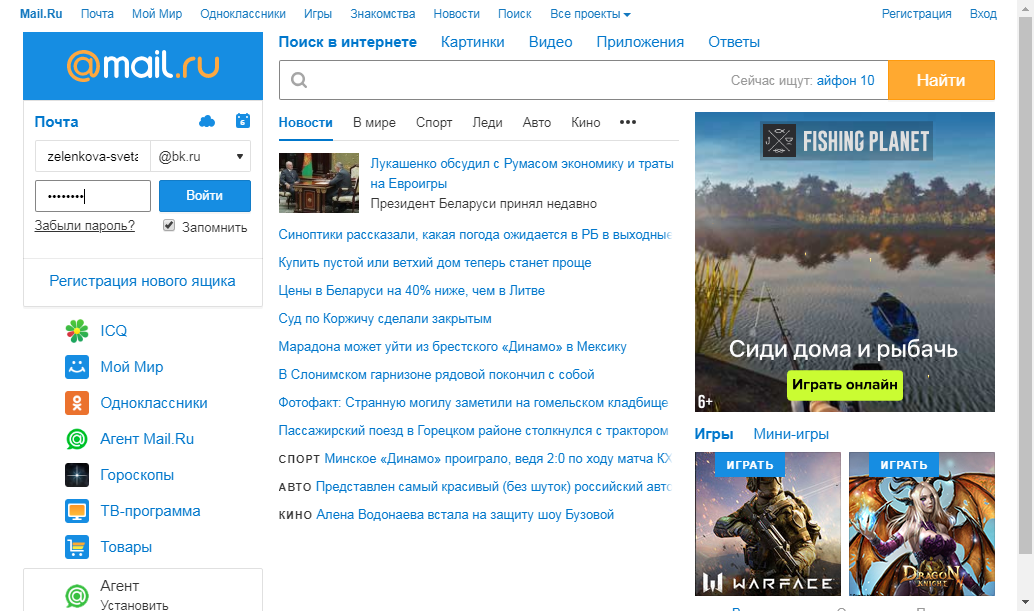 Mail.Ru Почта Мой Мир Одноклассники Игры Знакомства Новости Поиск Все проекты Регистрация Вход
@mail.ru
Поиск в интернете Картинки Видео Приложения Ответы
Сейчас ищут: айфон 10 Найти
Почта 6
zelenkova-sveta @bk.ru
•••••••• Войти
Забыли пароль? Запомнить
Регистрация нового ящика
ICQ
Мой Мир
Одноклассники
Агент Mail.Ru
Гороскопы
ТВ-программа
Товары
Агент
Установить
Новости В мире Спорт Леди Авто Кино •••
Лукашенко обсудил с Румасом экономику и траты
на Евроигры
Президент Беларуси принял недавно
Синоптики рассказали, какая погода ожидается в РБ в выходные
Купить пустой или ветхий дом теперь станет проще
Цены в Беларуси на 40% ниже, чем в Литве
Суд по Коржичу сделали закрытым
Марадона может уйти из брестского «Динамо» в Мексику
В Слонимском гарнизоне рядовой покончил с собой
Фотофакт: Странную могилу заметили на гомельском кладбище
Пассажирский поезд в Горецком районе столкнулся с трактором
СПОРТ Минское «Динамо» проиграло, ведя 2:0 по ходу матча КХ
АВТО Представлен самый красивый (без шуток) российский авто
КИНО Алена Водонаева встала на защиту шоу Бузовой
FISHING PLANET
Сиди дома и рыбачь
Играть онлайн
6+
Игры Мини-игры
ИГРАТЬ ИГРАТЬ
WARFACE DRAGON
KNIGHT